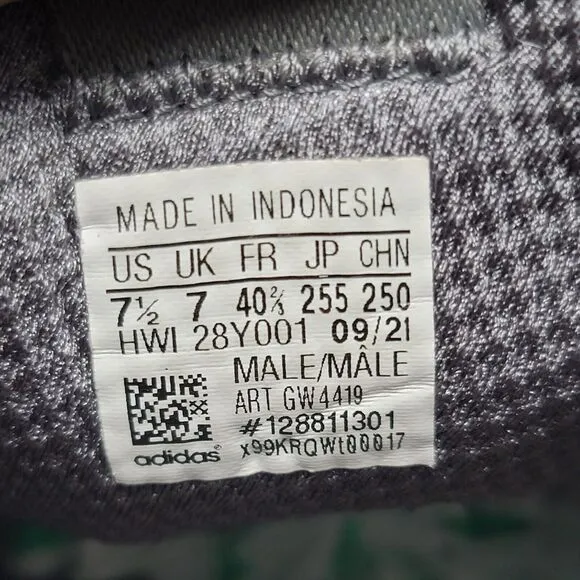 MADE IN INDONESIA
US UK FR JP CHN
7½ 7 40⅔ 255 250
HWI 28Y001 09/21
MALE/MÂLE
ART GW4419
#128811301
x99KRQWt00017
adidas